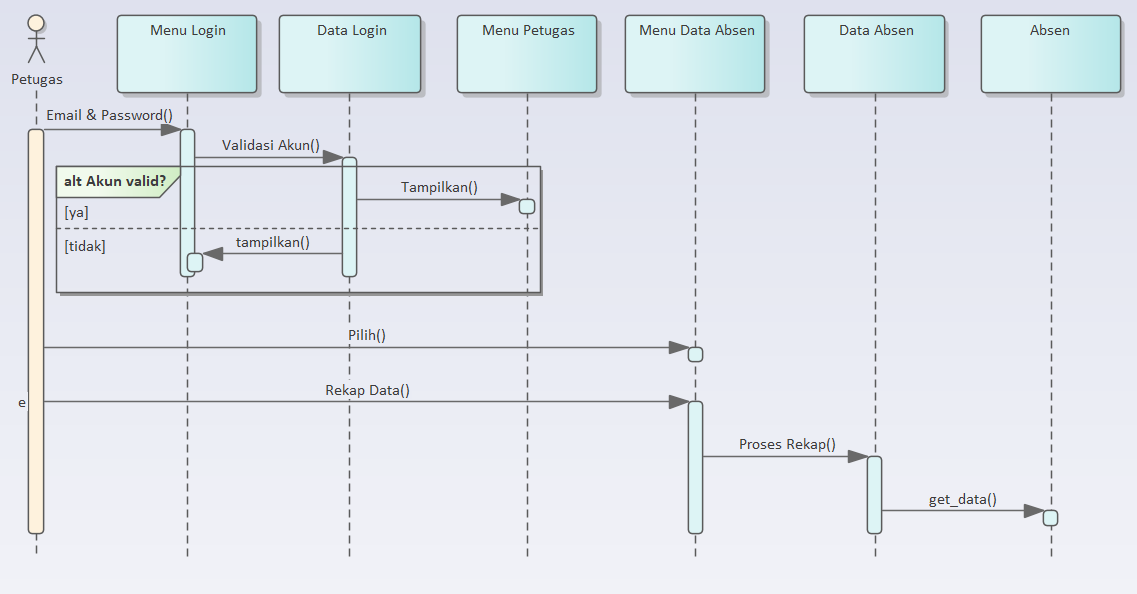 Menu Login
Data Login
Menu Petugas
Menu Data Absen
Data Absen
Absen
Petugas
Email & Password()
Validasi Akun()
alt Akun valid?
Tampilkan()
[ya]
tampilkan()
[tidak]
Pilih()
Rekap Data()
e
Proses Rekap()
get_data()